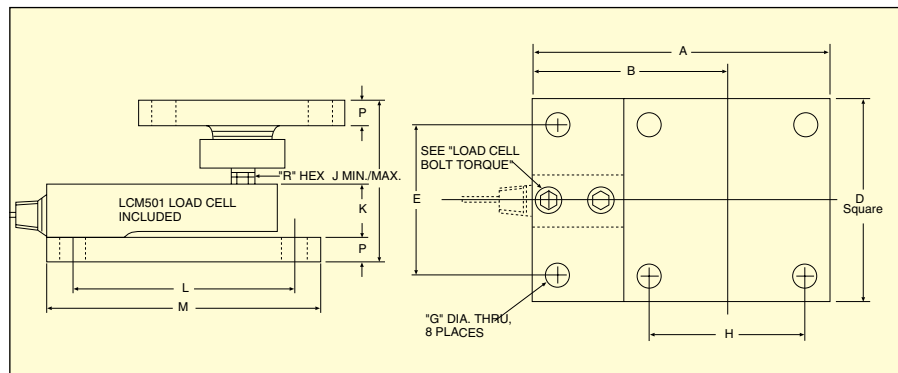 P
"R" HEX J MIN./MAX.
LCM501 LOAD CELL
INCLUDED
K
P
L
M
A
B
SEE "LOAD CELL
BOLT TORQUE"
E
D
Square
"G" DIA. THRU,
8 PLACES
H